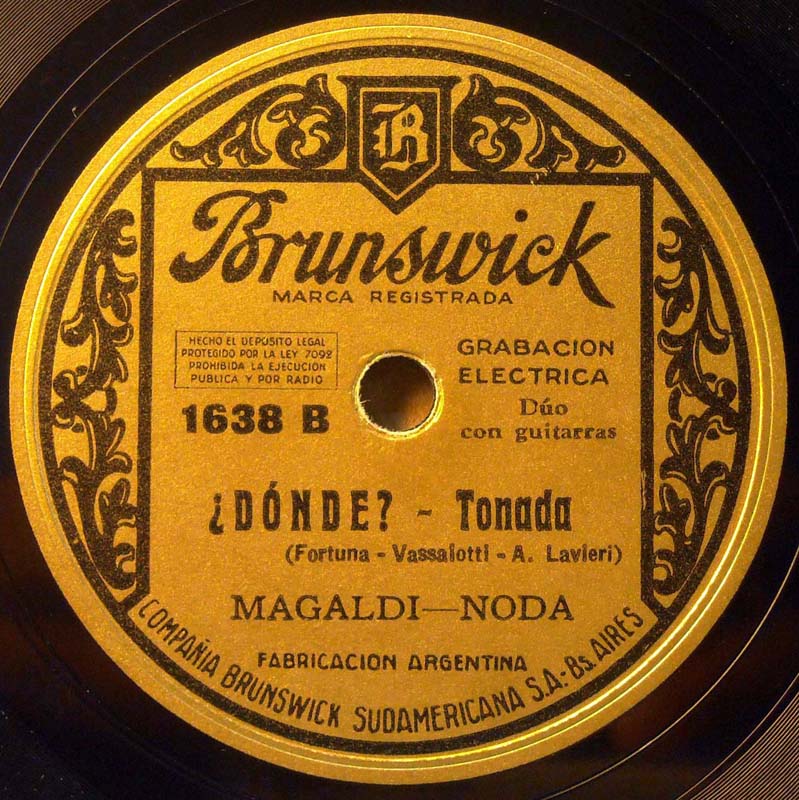 B
Brunswick
MARCA REGISTRADA
HECHO EL DEPOSITO LEGAL
PROTEGIDO POR LA LEY 7092
PROHIBIDA LA EJECUCION
PUBLICA Y POR RADIO
GRABACION
ELECTRICA
1638 B
Dúo
con guitarras
¿DÓNDE? - Tonada
(Fortuna - Vassalotti - A. Lavieri)
MAGALDI—NODA
FABRICACION ARGENTINA
COMPAÑIA BRUNSWICK SUDAMERICANA S.A.- Bs. AIRES